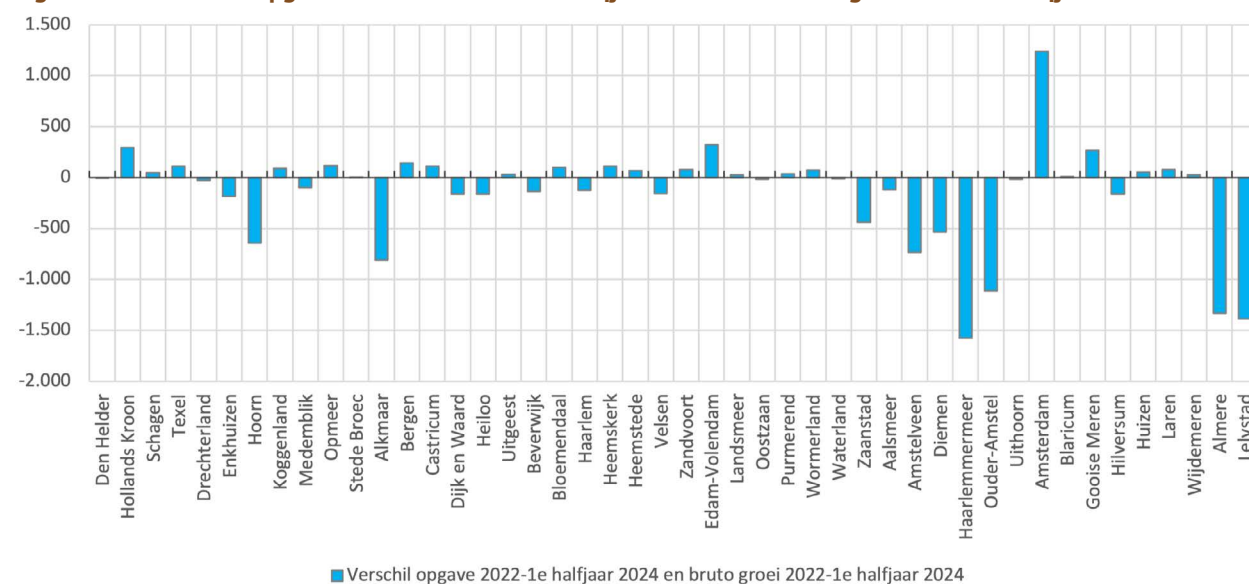 1.500
1.000
500
0
-500
-1.000
-1.500
-2.000
Den Helder
Hollands Kroon
Schagen
Texel
Drechterland
Enkhuizen
Hoorn
Koggenland
Medemblik
Opmeer
Stede Broec
Alkmaar
Bergen
Castricum
Dijk en Waard
Heiloo
Uitgeest
Beverwijk
Bloemendaal
Haarlem
Heemskerk
Heemstede
Velsen
Zandvoort
Edam-Volendam
Landsmeer
Oostzaan
Purmerend
Wormerland
Waterland
Zaanstad
Aalsmeer
Amstelveen
Diemen
Haarlemmermeer
Ouder-Amstel
Uithoorn
Amsterdam
Blaricum
Gooise Meren
Hilversum
Huizen
Laren
Wijdemeren
Almere
Lelystad
Verschil opgave 2022-1e halfjaar 2024 en bruto groei 2022-1e halfjaar 2024